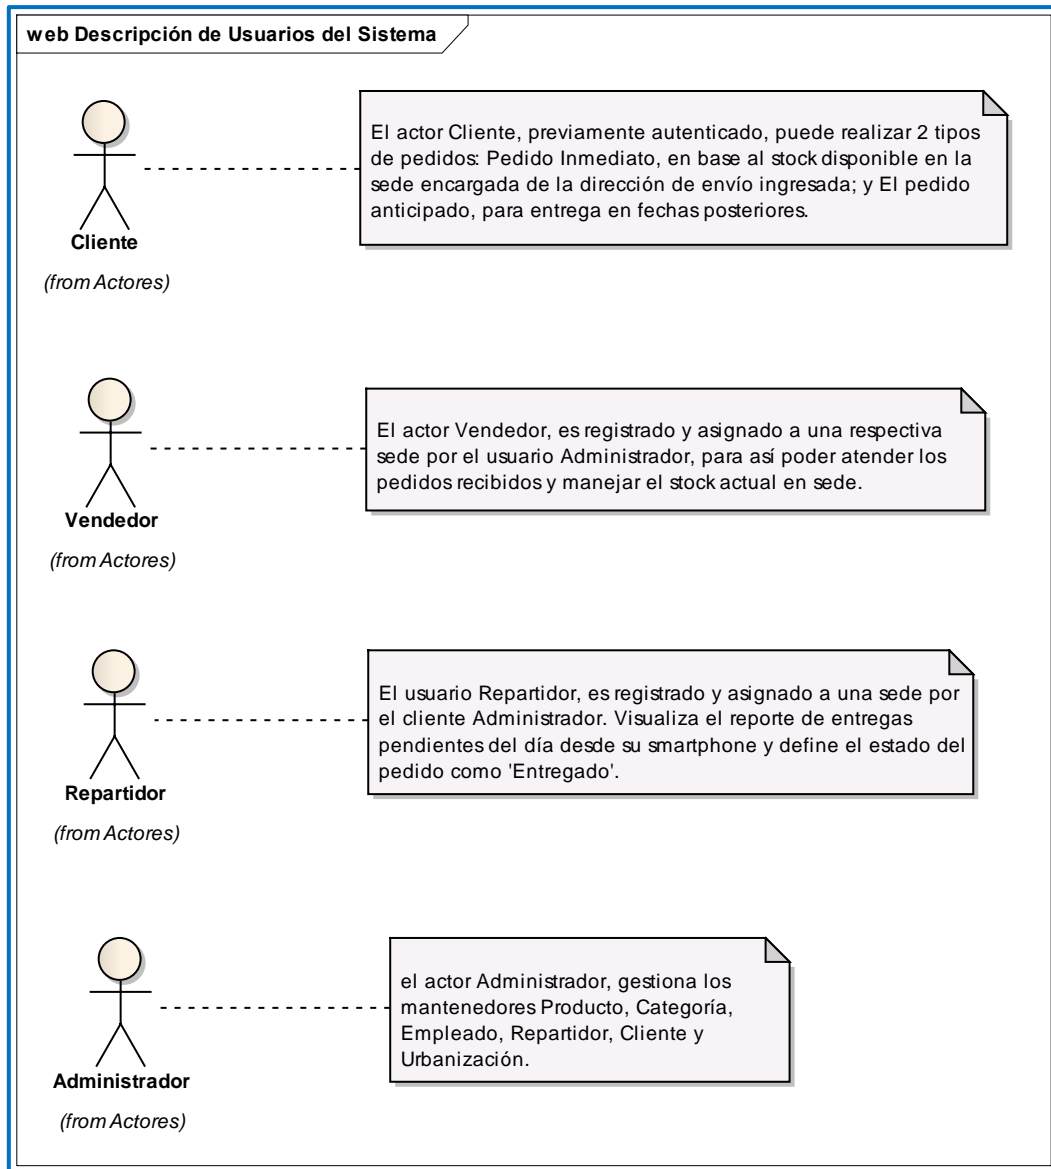 web Descripción de Usuarios del Sistema
El actor Cliente, previamente autenticado, puede realizar 2 tipos
de pedidos: Pedido Inmediato, en base al stock disponible en la
sede encargada de la dirección de envío ingresada; y El pedido
anticipado, para entrega en fechas posteriores.
Cliente
(from Actores)
El actor Vendedor, es registrado y asignado a una respectiva
sede por el usuario Administrador, para así poder atender los
pedidos recibidos y manejar el stock actual en sede.
Vendedor
(from Actores)
El usuario Repartidor, es registrado y asignado a una sede por
el cliente Administrador. Visualiza el reporte de entregas
pendientes del día desde su smartphone y define el estado del
pedido como 'Entregado'.
Repartidor
(from Actores)
el actor Administrador, gestiona los
mantenedores Producto, Categoría,
Empleado, Repartidor, Cliente y
Urbanización.
Administrador
(from Actores)